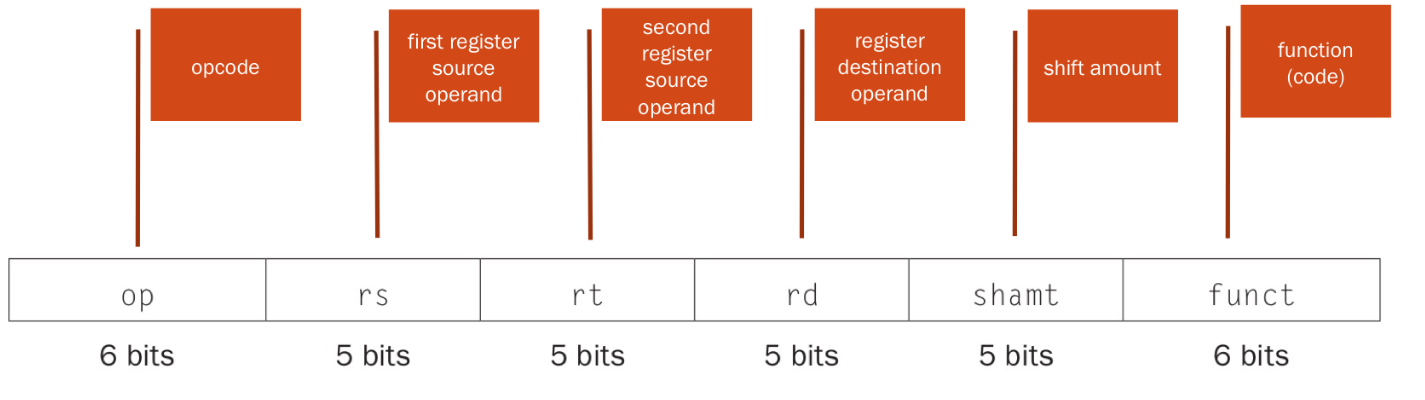 opcode
first register
source
operand
second
register
source
operand
register
destination
operand
shift amount
function
(code)
op rs rt rd shamt funct
6 bits 5 bits 5 bits 5 bits 5 bits 6 bits